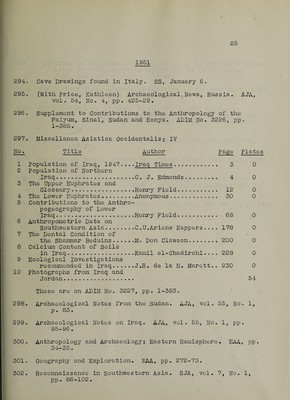 25
1951
294. Cave Drawings found in Italy. SS, January 6.
295. (With Price, Kathleen) Archaeological News, Russia. AJA,
vol. 54, No. 4, pp. 425-29.
296. Supplement to Contributions to the Anthropology of the
Faiyum, Sinai, Sudan and Kenya. ADIM No. 3226, pp.
1-385.
297. Miscellanea Asiatica Occidentalis; IV
No. Title Author Page Plates
1 Population of Iraq, 1947....Iraq Times........... 3 0
2 Population of Northern
Iraq......................C. J. Edmonds........ 4 0
3 The Upper Euphrates and
Glossary..................Henry Field.......... 12 0
4 The Lower Euphrates.........Anonymous............ 30 0
5 Contributions to the Anthro-
pogeography of Lower
Iraq......................Henry Field.......... 68 0
6 Anthropometric Data on
Southwestern Asia.........C.U.Ariens Kappers... 178 0
7 The Dental Condition of
the Shammar Beduins.......M. Don Clawson....... 200 0
8 Calcium Content of Soils
in Iraq...................Kamil el-Chadirchi... 228 0
9 Ecological Investigations
recommended in Iraq.......J.R. de la H. Marett.. 230 0
10 Photographs from Iraq and
Jordan.................... 54
These are on ADIM No. 3227, pp. 1-383.
298. Archaeological Notes from the Sudan. AJA, vol. 55, No. 1,
p. 83.
299. Archaeological Notes on Iraq. AJA, vol. 55, No. 1, pp.
95-96.
300. Anthropology and Archaeology: Eastern Hemisphere. EAA, pp.
34-35.
301. Geography and Exploration. EAA, pp. 272-73.
302. Reconnaissance in Southwestern Asia. SJA, vol. 7, No. 1,
pp. 86-102.